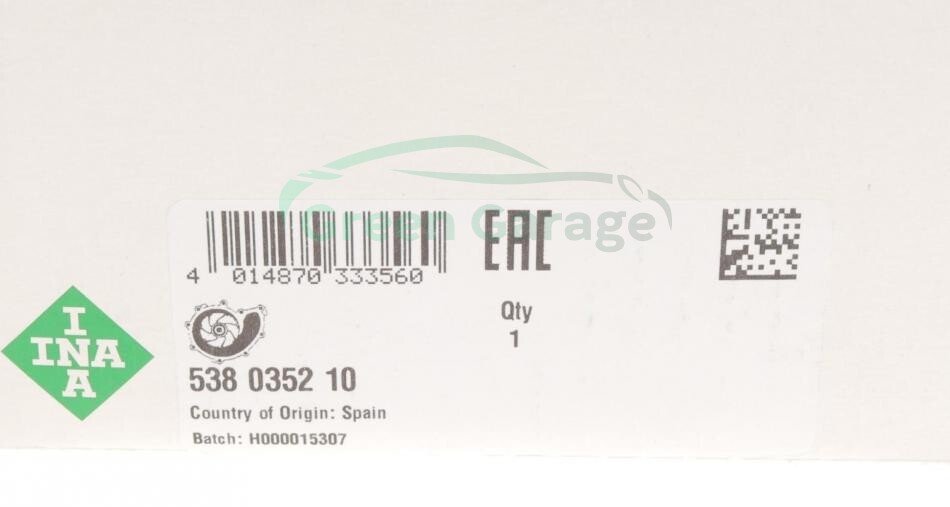 Green Garage
4 014870 333560
EAC
Qty
1
I
INA
A
538 0352 10
Country of Origin: Spain
Batch: H000015307